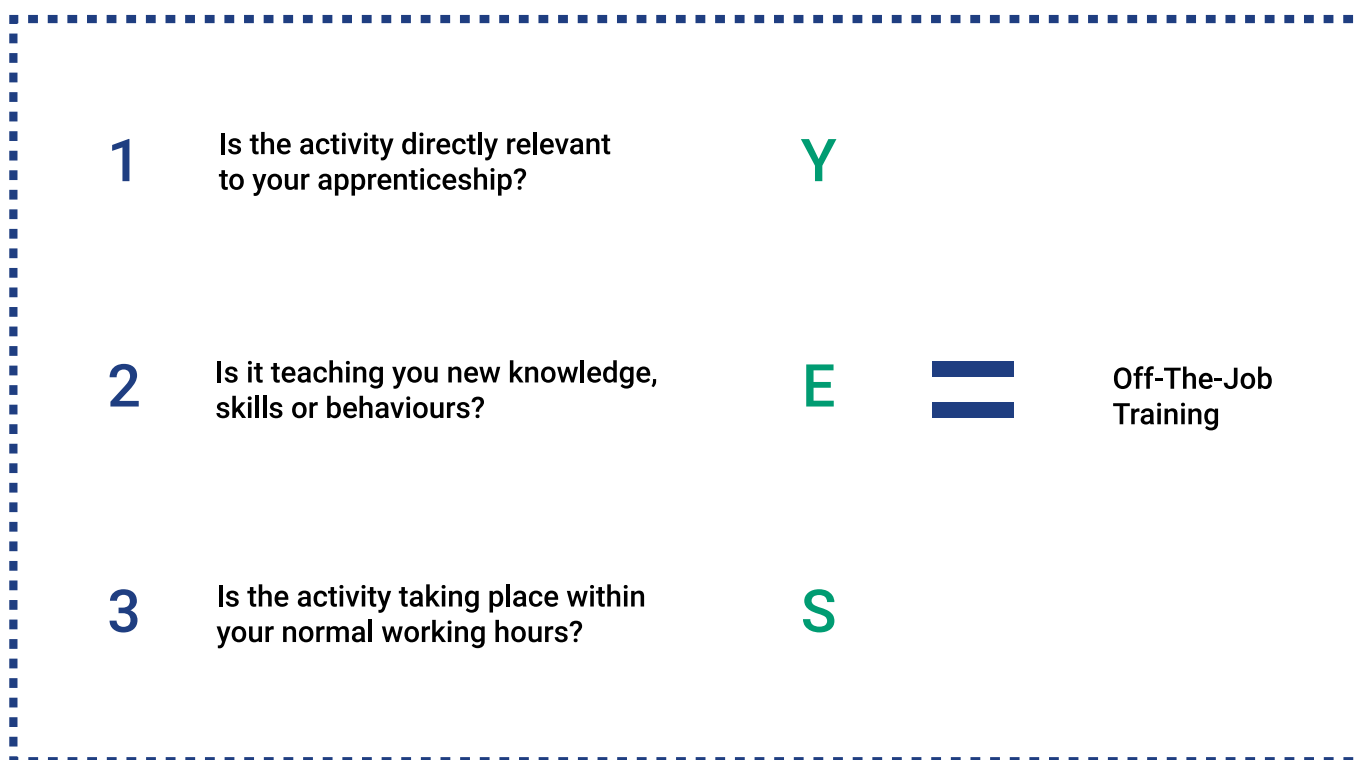 1
Is the activity directly relevant
to your apprenticeship?
Y
2
Is it teaching you new knowledge,
skills or behaviours?
E
=
Off-The-Job
Training
3
Is the activity taking place within
your normal working hours?
S